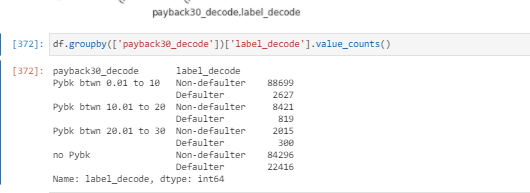 payback30_decode,label_decode
[372]: df.groupby(['payback30_decode'])['label_decode'].value_counts()
[372]: payback30_decode label_decode
Pybk btwn 0.01 to 10 Non-defaulter 88699
Defaulter 2627
Pybk btwn 10.01 to 20 Non-defaulter 8421
Defaulter 819
Pybk btwn 20.01 to 30 Non-defaulter 2015
Defaulter 300
no Pybk Non-defaulter 84296
Defaulter 22416
Name: label_decode, dtype: int64